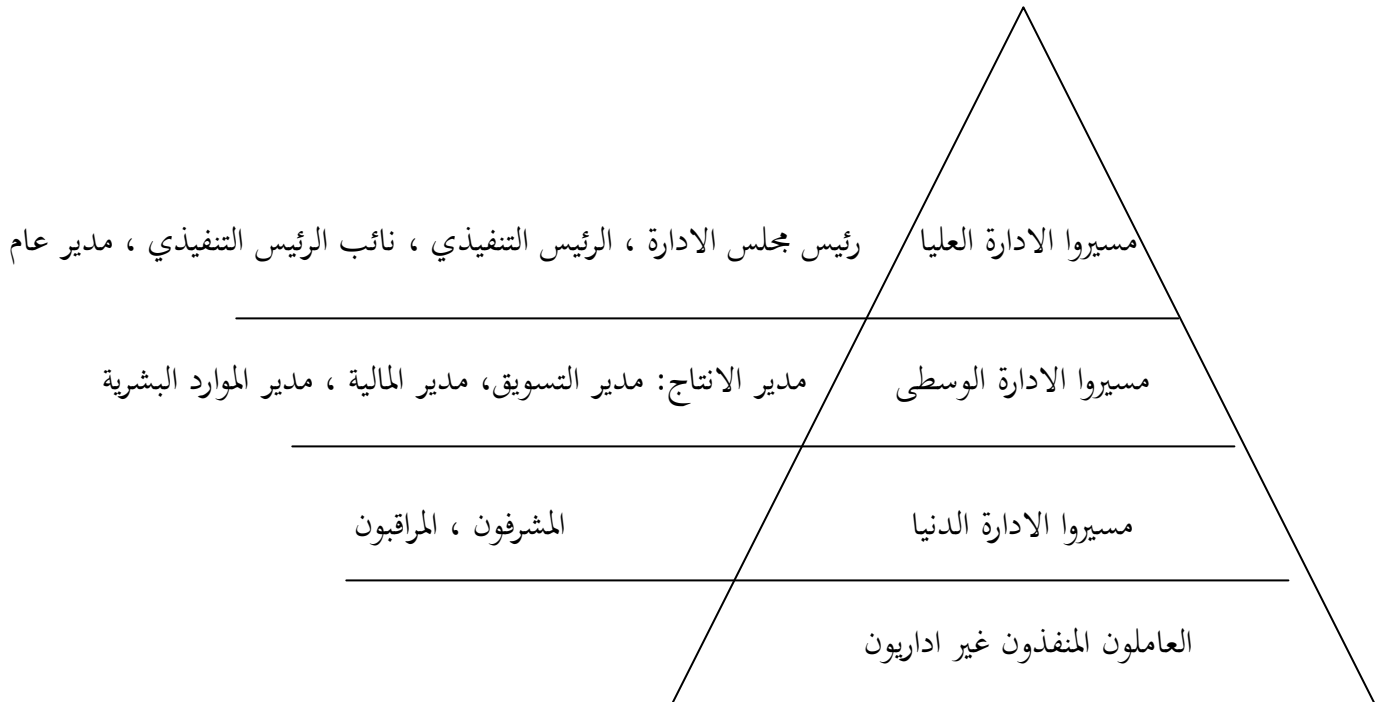 مسيروا الادارة العليا رئيس مجلس الادارة ، الرئيس التنفيذي ، نائب الرئيس التنفيذي ، مدير عام
مسيروا الادارة الوسطى مدير الانتاج: مدير التسويق، مدير المالية ، مدير الموارد البشرية
مسيروا الادارة الدنيا المشرفون ، المراقبون
العاملون المنفذون غير اداريون